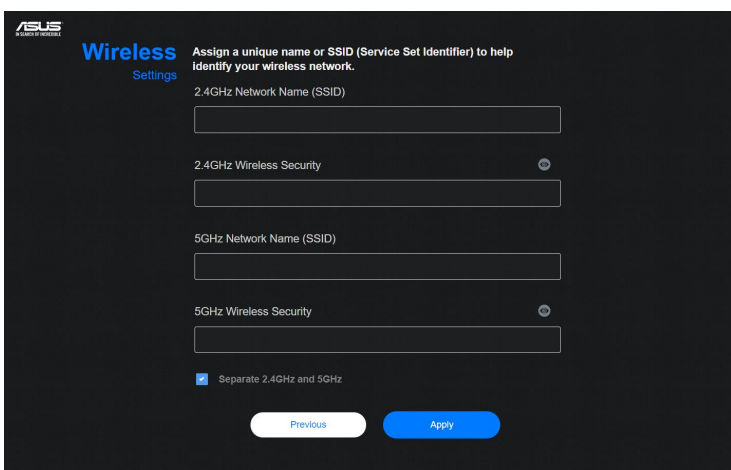 ASUS
IN SEARCH OF INCREDIBLE
Wireless
Settings
Assign a unique name or SSID (Service Set Identifier) to help
identify your wireless network.
2.4GHz Network Name (SSID)
2.4GHz Wireless Security
5GHz Network Name (SSID)
5GHz Wireless Security
Separate 2.4GHz and 5GHz
Previous
Apply